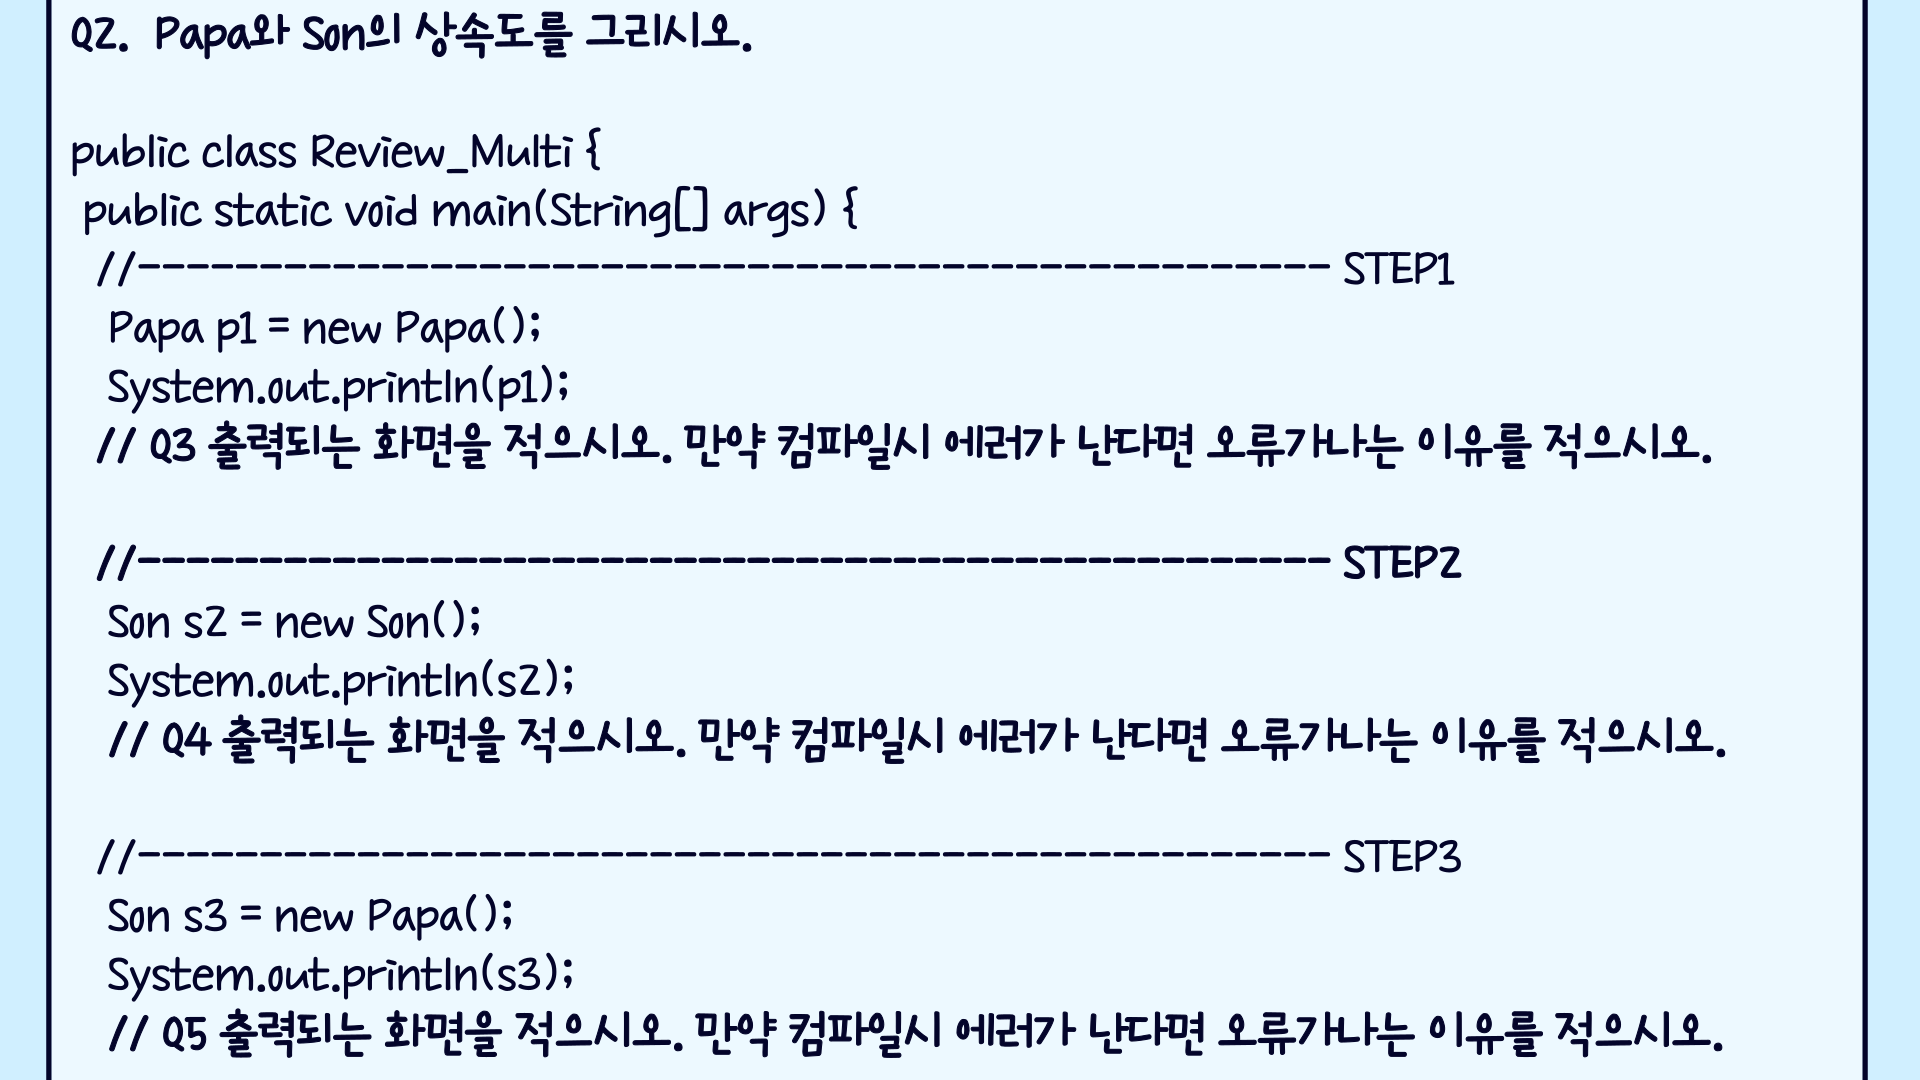 Q2. Papa와 Son의 상속도를 그리시오.
public class Review_Multi {
public static void main(String[] args) {
//------------------------------------------------- STEP1
Papa p1 = new Papa();
System.out.println(p1);
// Q3 출력되는 화면을 적으시오. 만약 컴파일시 에러가 난다면 오류가나는 이유를 적으시오.
//------------------------------------------------- STEP2
Son s2 = new Son();
System.out.println(s2);
// Q4 출력되는 화면을 적으시오. 만약 컴파일시 에러가 난다면 오류가나는 이유를 적으시오.
//------------------------------------------------- STEP3
Son s3 = new Papa();
System.out.println(s3);
// Q5 출력되는 화면을 적으시오. 만약 컴파일시 에러가 난다면 오류가나는 이유를 적으시오.